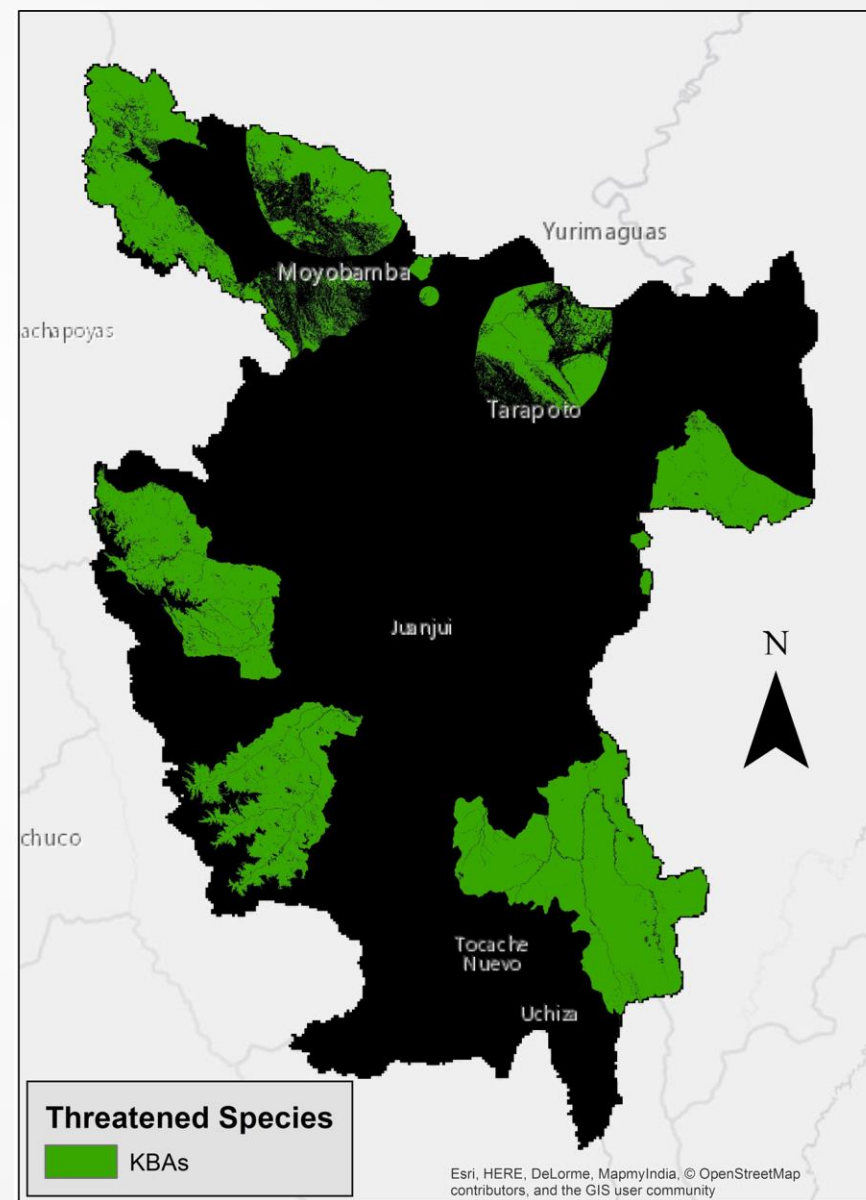 Yurimaguas
Moyobamba
achapoyas
Tarapoto
Juanjui
N
chuco
Tocache
Nuevo
Uchiza
Threatened Species
KBAs
Esri, HERE, DeLorme, MapmyIndia, © OpenStreetMap
contributors, and the GIS user community